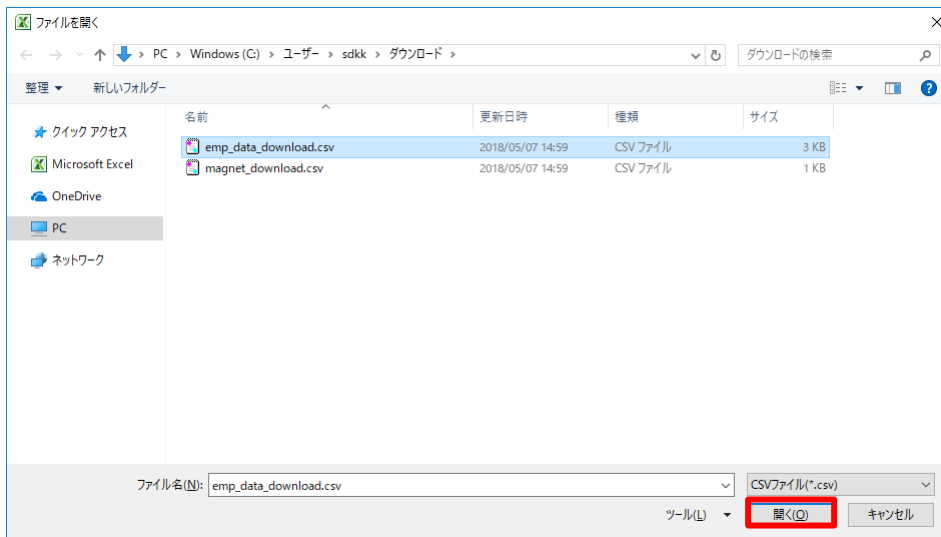 ファイルを開く
PC › Windows (C:) › ユーザー › sdkk › ダウンロード ›
ダウンロードの検索
整理 新しいフォルダー
名前 更新日時 種類 サイズ
クイック アクセス
Microsoft Excel
OneDrive
PC
ネットワーク
emp_data_download.csv 2018/05/07 14:59 CSV ファイル 3 KB
magnet_download.csv 2018/05/07 14:59 CSV ファイル 1 KB
ファイル名(N): emp_data_download.csv CSVファイル(*.csv)
ツール(L) 開く(O) キャンセル